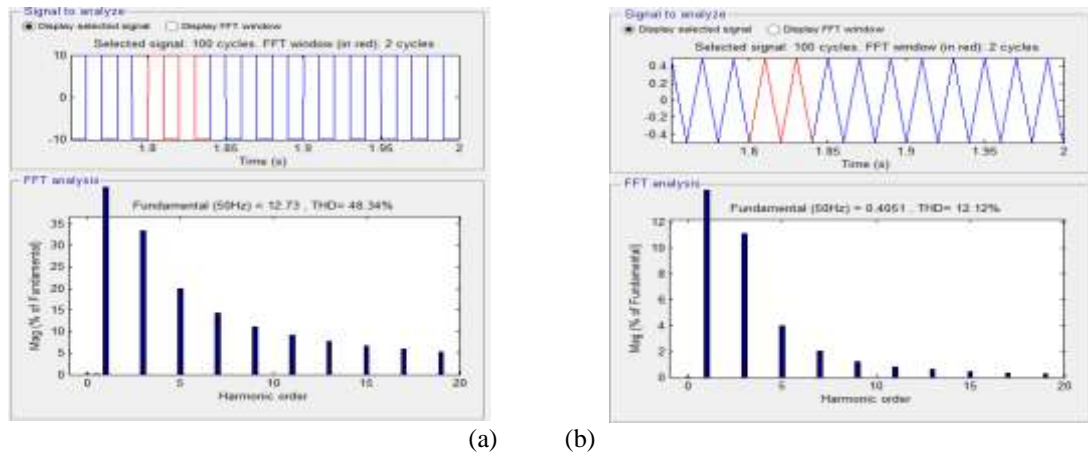 Signal to analyze
Display selected signal Display FFT window
Selected signal: 100 cycles. FFT window (in red): 2 cycles
10
0
-10
1.8 1.85 1.9 1.95 2
Time (s)
FFT analysis
Fundamental (50Hz) = 12.73 , THD= 48.34%
Mag (% of Fundamental)
35
30
25
20
15
10
5
0
0 5 10 15 20
Harmonic order
(a)
Signal to analyze
Display selected signal Display FFT window
Selected signal: 100 cycles. FFT window (in red): 2 cycles
0.4
0.2
0
-0.2
-0.4
1.8 1.85 1.9 1.95 2
Time (s)
FFT analysis
Fundamental (50Hz) = 0.4051 , THD= 12.12%
Mag (% of Fundamental)
12
10
8
6
4
2
0
0 5 10 15 20
Harmonic order
(b)